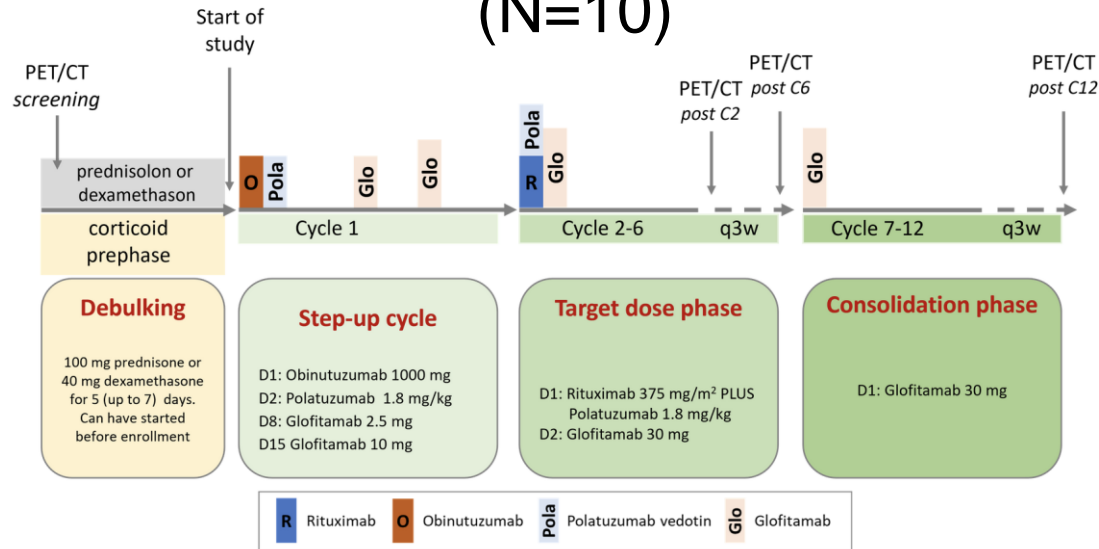 (N=10)
Start of
study
PET/CT
screening
PET/CT
post C2
PET/CT
post C6
PET/CT
post C12
prednisolon or
dexamethason
O
Pola
Glo
Glo
Pola
R
Glo
Glo
corticoid
prephase
Cycle 1
Cycle 2-6 q3w
Cycle 7-12 q3w
Debulking
100 mg prednisone or
40 mg dexamethasone
for 5 (up to 7) days.
Can have started
before enrollment
Step-up cycle
D1: Obinutuzumab 1000 mg
D2: Polatuzumab 1.8 mg/kg
D8: Glofitamab 2.5 mg
D15 Glofitamab 10 mg
Target dose phase
D1: Rituximab 375 mg/m² PLUS
Polatuzumab 1.8 mg/kg
D2: Glofitamab 30 mg
Consolidation phase
D1: Glofitamab 30 mg
R Rituximab
O Obinutuzumab
Pola Polatuzumab vedotin
Glo Glofitamab